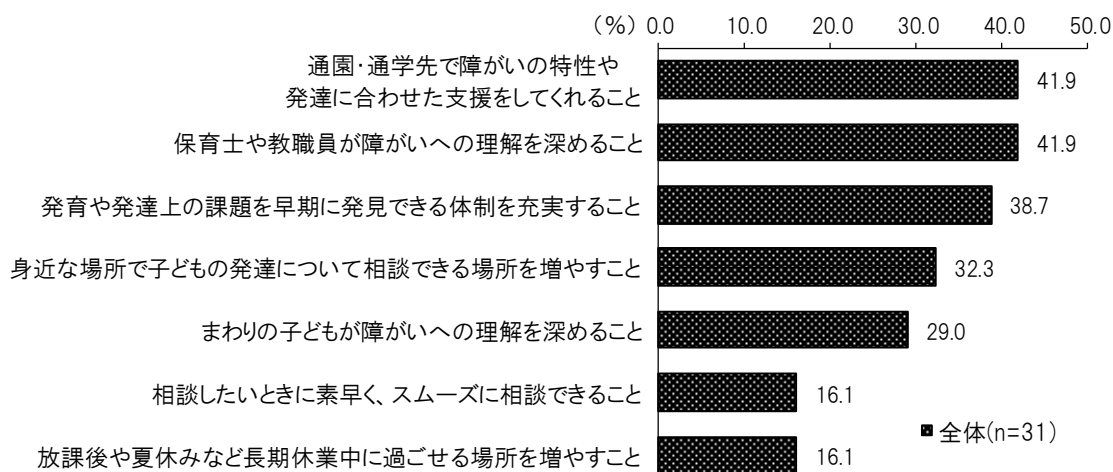 (%) 0.0 10.0 20.0 30.0 40.0 50.0
通園・通学先で障がいの特性や
発達に合わせた支援をしてくれること 41.9
保育士や教職員が障がいへの理解を深めること 41.9
発育や発達上の課題を早期に発見できる体制を充実すること 38.7
身近な場所で子どもの発達について相談できる場所を増やすこと 32.3
まわりの子どもが障がいへの理解を深めること 29.0
相談したいときに素早く、スムーズに相談できること 16.1
全体(n=31)
放課後や夏休みなど長期休業中に過ごせる場所を増やすこと 16.1